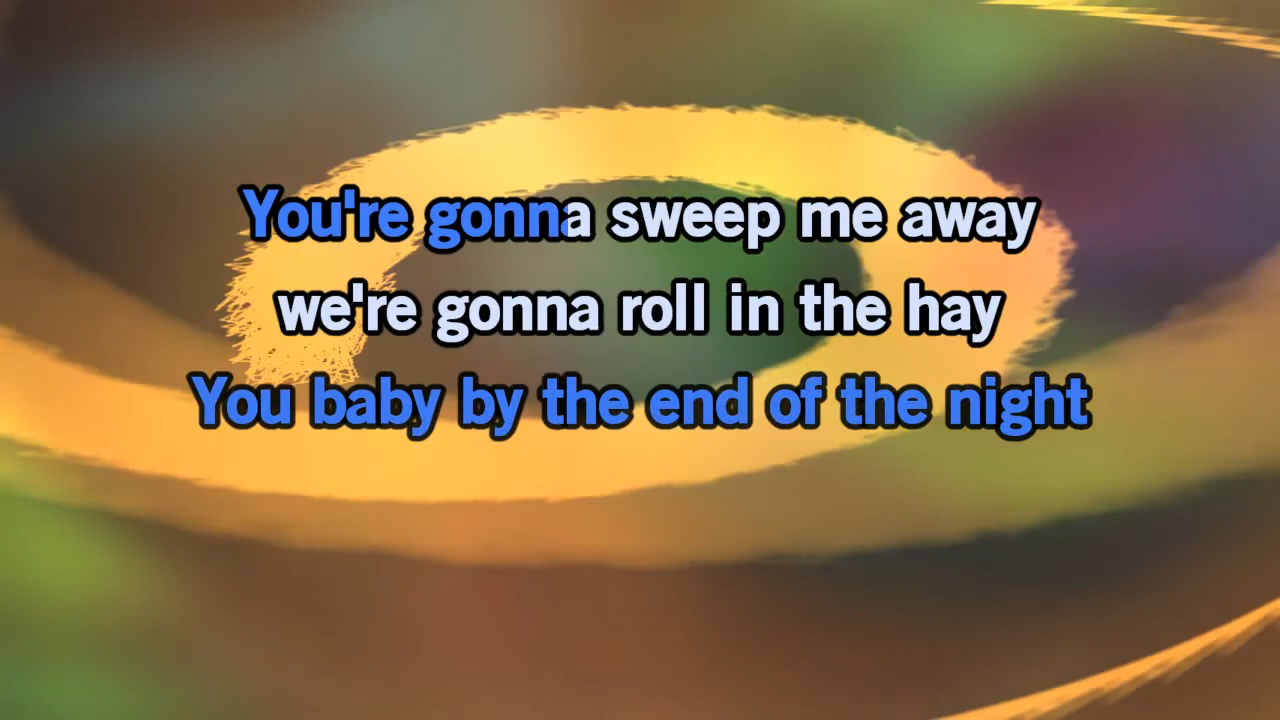 You're gonna sweep me away
we're gonna roll in the hay
You baby by the end of the night